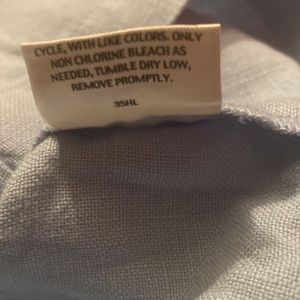 CYCLE, WITH LIKE COLORS. ONLY
NON CHLORINE BLEACH AS
NEEDED, TUMBLE DRY LOW,
REMOVE PROMPTLY.
35HL